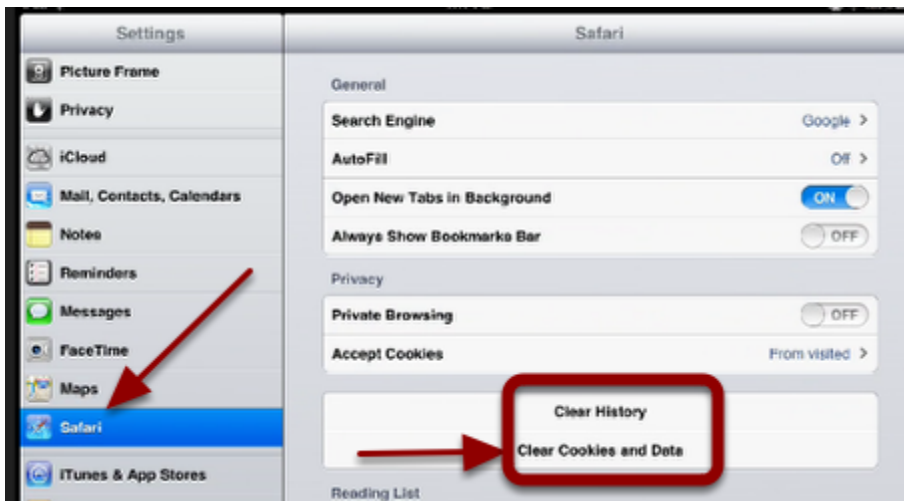 Settings
Safari
Picture Frame
Privacy
iCloud
Mail, Contacts, Calendars
Notes
Reminders
Messages
FaceTime
Maps
Safari
iTunes & App Stores
General
Search Engine Google
AutoFill Off
Open New Tabs in Background ON
Always Show Bookmarks Bar OFF
Privacy
Private Browsing OFF
Accept Cookies From visited
Clear History
Clear Cookies and Data
Reading List